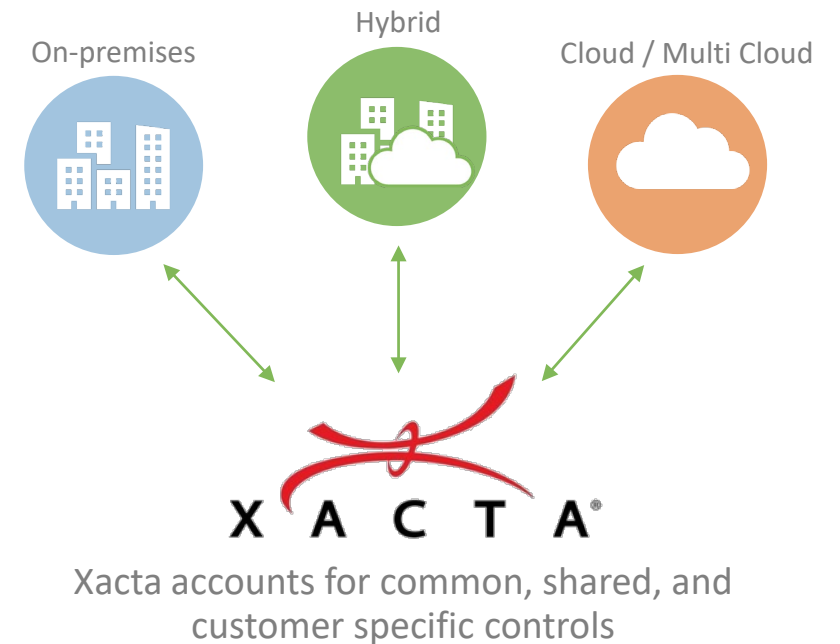 On-premises
Hybrid
Cloud / Multi Cloud
XACTA®
Xacta accounts for common, shared, and
customer specific controls